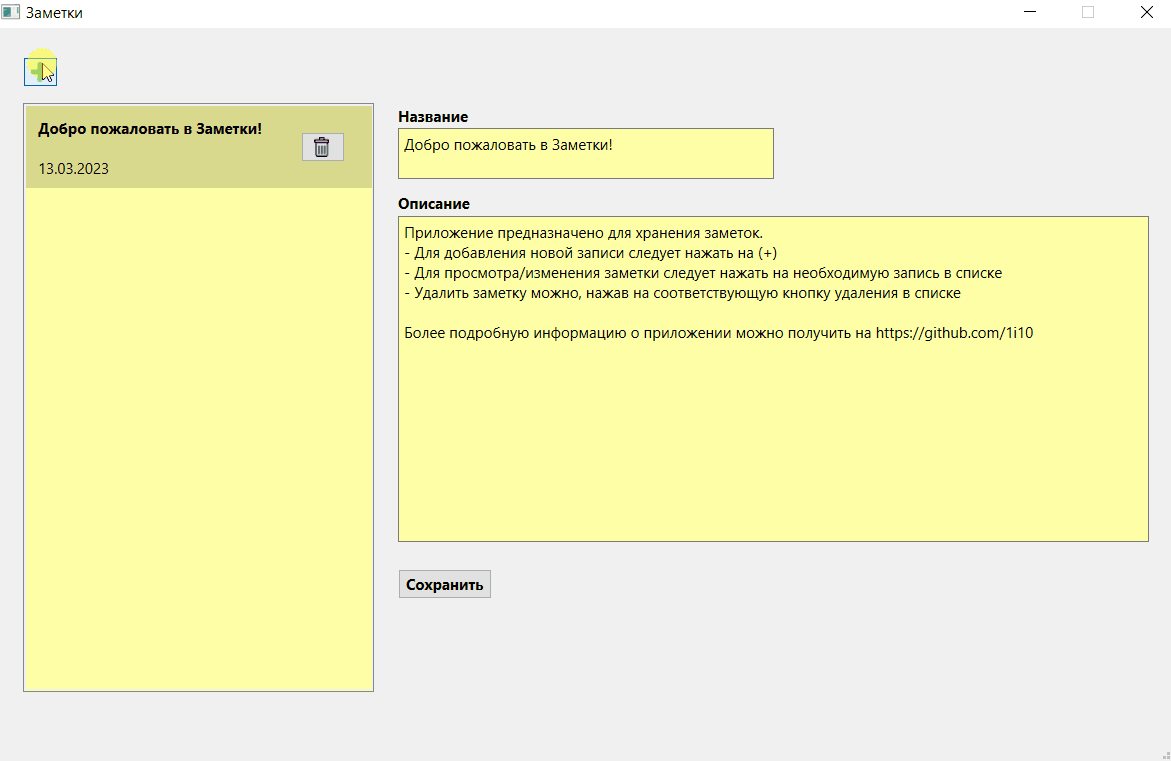 Заметки
Добро пожаловать в Заметки!
13.03.2023
Название
Добро пожаловать в Заметки!
Описание
Приложение предназначено для хранения заметок.
- Для добавления новой записи следует нажать на (+)
- Для просмотра/изменения заметки следует нажать на необходимую запись в списке
- Удалить заметку можно, нажав на соответствующую кнопку удаления в списке
Более подробную информацию о приложении можно получить на https://github.com/1i10
Сохранить